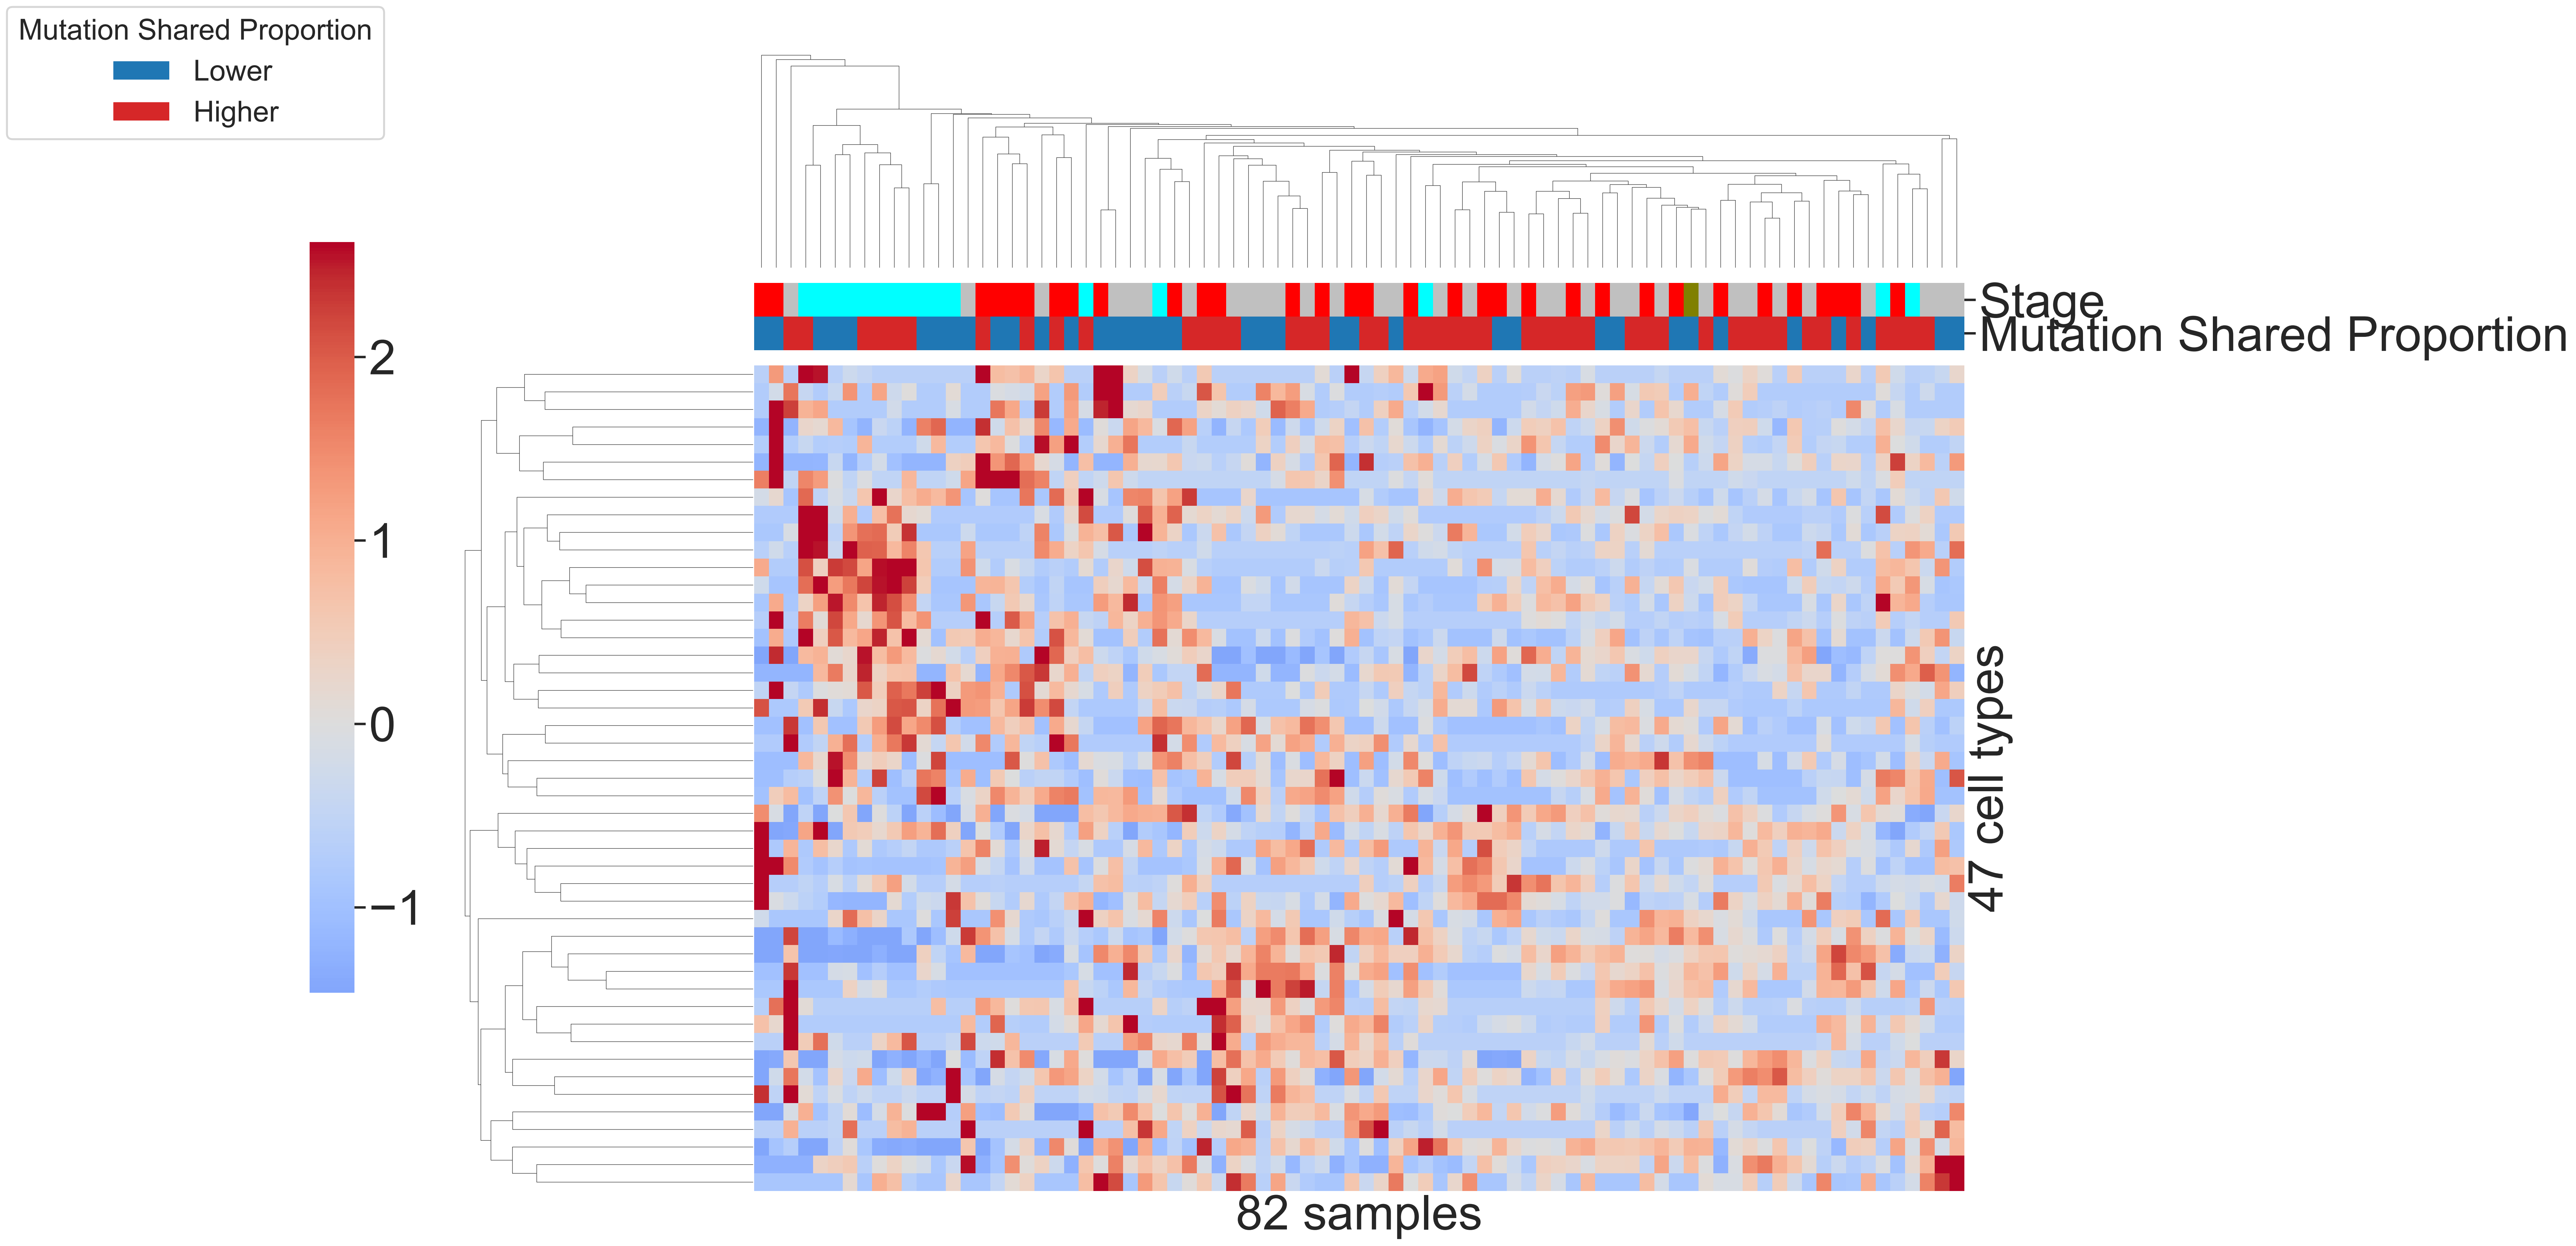 Mutation Shared Proportion
Lower
Higher
Stage
Mutation Shared Proportion
2
1
0
−1
47 cell types
82 samples